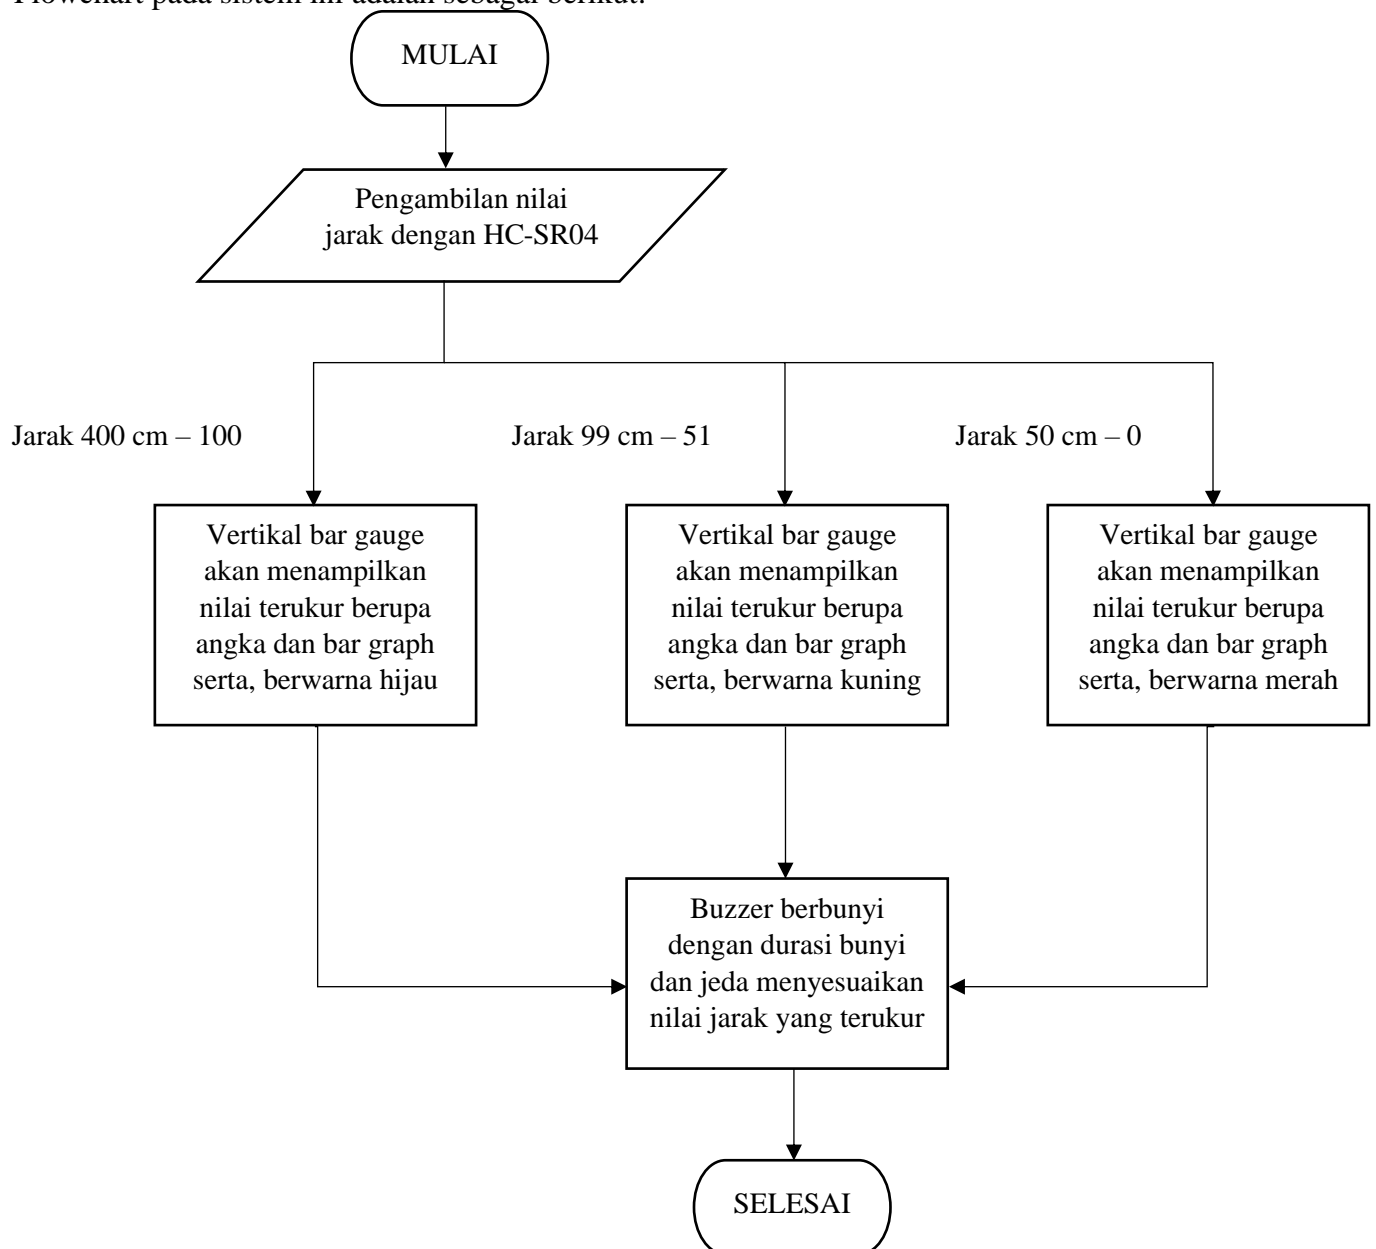 Flowchart pada sistem ini adalah sebagai berikut:
MULAI
Pengambilan nilai
jarak dengan HC-SR04
Jarak 400 cm – 100
Jarak 99 cm – 51
Jarak 50 cm – 0
Vertikal bar gauge
akan menampilkan
nilai terukur berupa
angka dan bar graph
serta, berwarna hijau
Vertikal bar gauge
akan menampilkan
nilai terukur berupa
angka dan bar graph
serta, berwarna kuning
Vertikal bar gauge
akan menampilkan
nilai terukur berupa
angka dan bar graph
serta, berwarna merah
Buzzer berbunyi
dengan durasi bunyi
dan jeda menyesuaikan
nilai jarak yang terukur
SELESAI